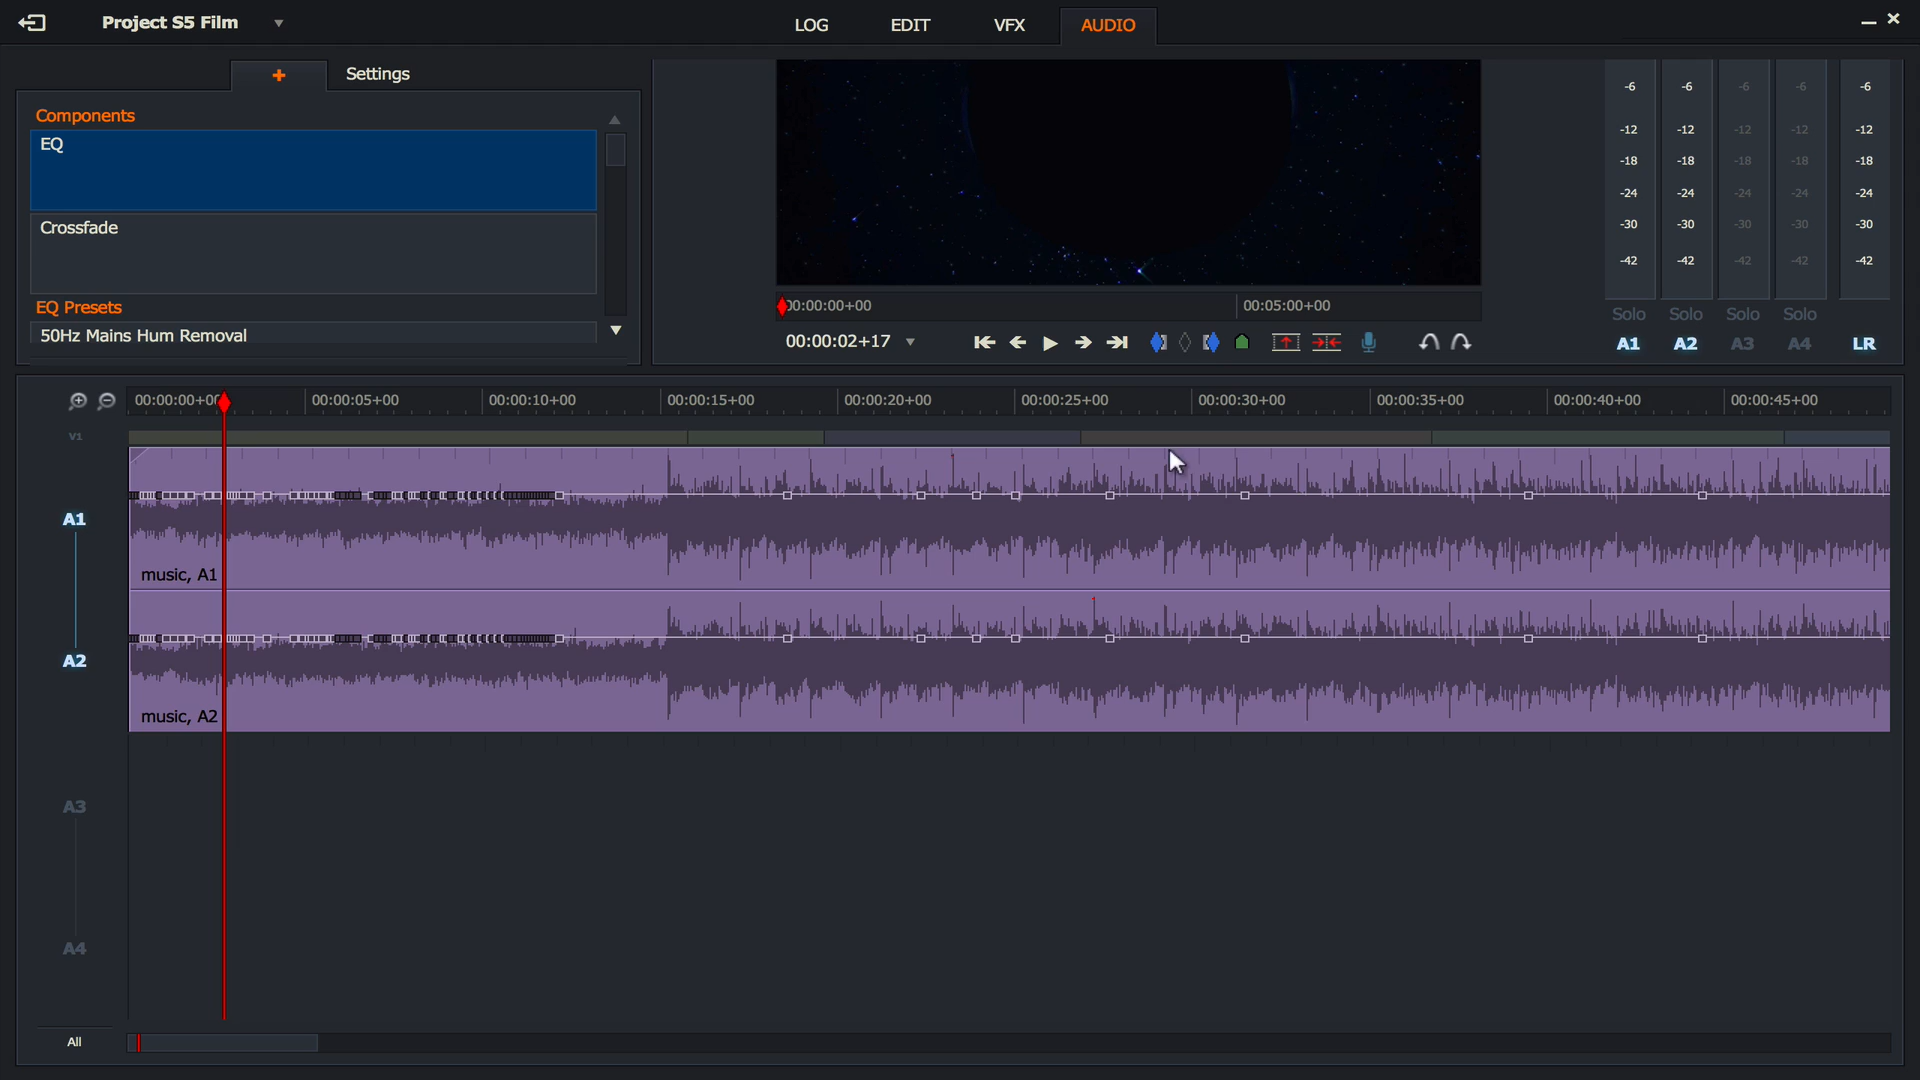 Project S5 Film
LOG EDIT VFX AUDIO
+ Settings
Components
EQ
Crossfade
EQ Presets
50Hz Mains Hum Removal
00:00:00+00 00:05:00+00
00:00:02+17
-6 -6 -6 -6 -6
-12 -12 -12 -12 -12
-18 -18 -18 -18 -18
-24 -24 -24 -24 -24
-30 -30 -30 -30 -30
-42 -42 -42 -42 -42
Solo Solo Solo Solo
A1 A2 A3 A4 LR
00:00:00+00 00:00:05+00 00:00:10+00 00:00:15+00 00:00:20+00 00:00:25+00 00:00:30+00 00:00:35+00 00:00:40+00 00:00:45+00
V1
A1
music, A1
A2
music, A2
A3
A4
All